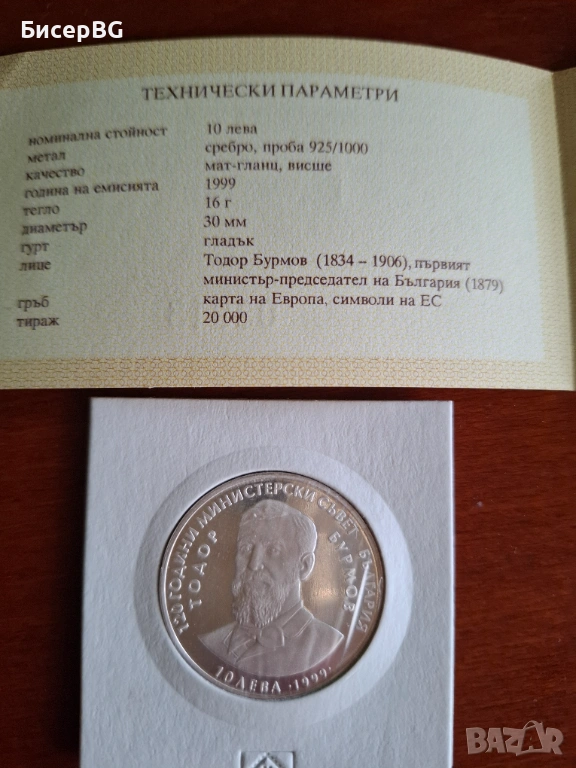 БисерBG
ТЕХНИЧЕСКИ ПАРАМЕТРИ
номинална стойност 10 лева
метал сребро, проба 925/1000
качество мат-гланц, висше
година на емисията 1999
тегло 16 г
диаметър 30 мм
гурт гладък
лице Тодор Бурмов (1834 – 1906), първият
министър-председател на България (1879)
гръб карта на Европа, символи на ЕС
тираж 20 000
120 ГОДИНИ МИНИСТЕРСКИ СЪВЕТ БЪЛГАРИЯ
ТОДОР БУРМОВ
10 ЛЕВА · 1999 ·
BAZAR